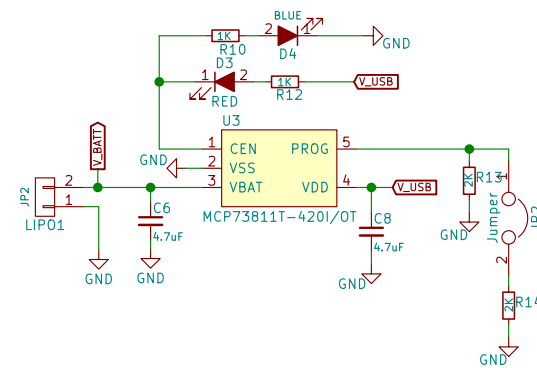 BLUE
2 1
1K
R10
D4
GND
D3
1 2
1K
V_USB
RED
R12
U3
V_BATT
GND
1 CEN PROG 5
2 VSS
3 VBAT VDD 4
V_USB
MCP73811T-420I/OT
JP2
2
1
LIPO1
C6
4.7uF
C8
4.7uF
2K
R13
1
Jumper
GND
2
2K
R14
GND
GND
GND
GND